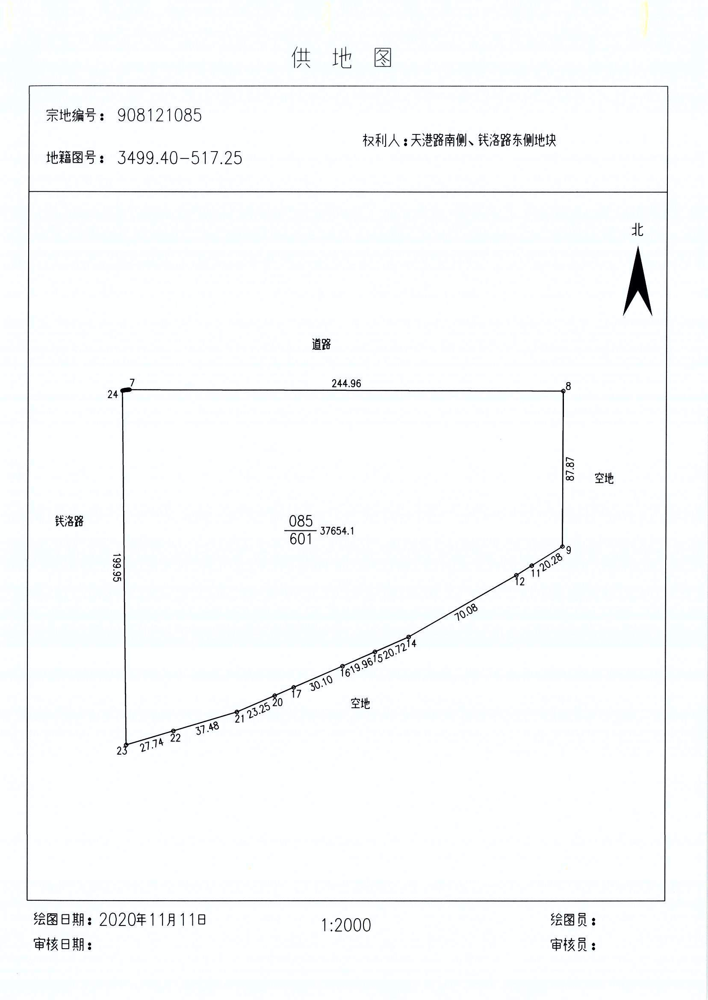 供 地 图
宗地编号: 908121085
权利人:天港路南侧、钱洛路东侧地块
地籍图号: 3499.40-517.25
北
道路
7
244.96
8
24
87.87
空地
钱洛路
085
601
37654.1
199.95
9
20.28
11
12
70.08
14
20.72
15
19.96
16
30.10
17
空地
20
23.25
21
37.48
22
27.74
23
绘图日期: 2020年11月11日
1:2000
绘图员:
审核日期:
审核员: